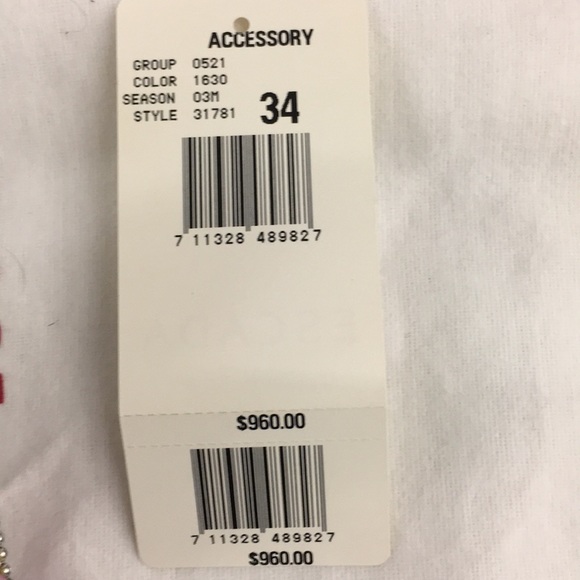 ACCESSORY
GROUP 0521
COLOR 1630
SEASON 03M
STYLE 31781 34
7 11328 489827
$960.00
7 11328 489827
$960.00